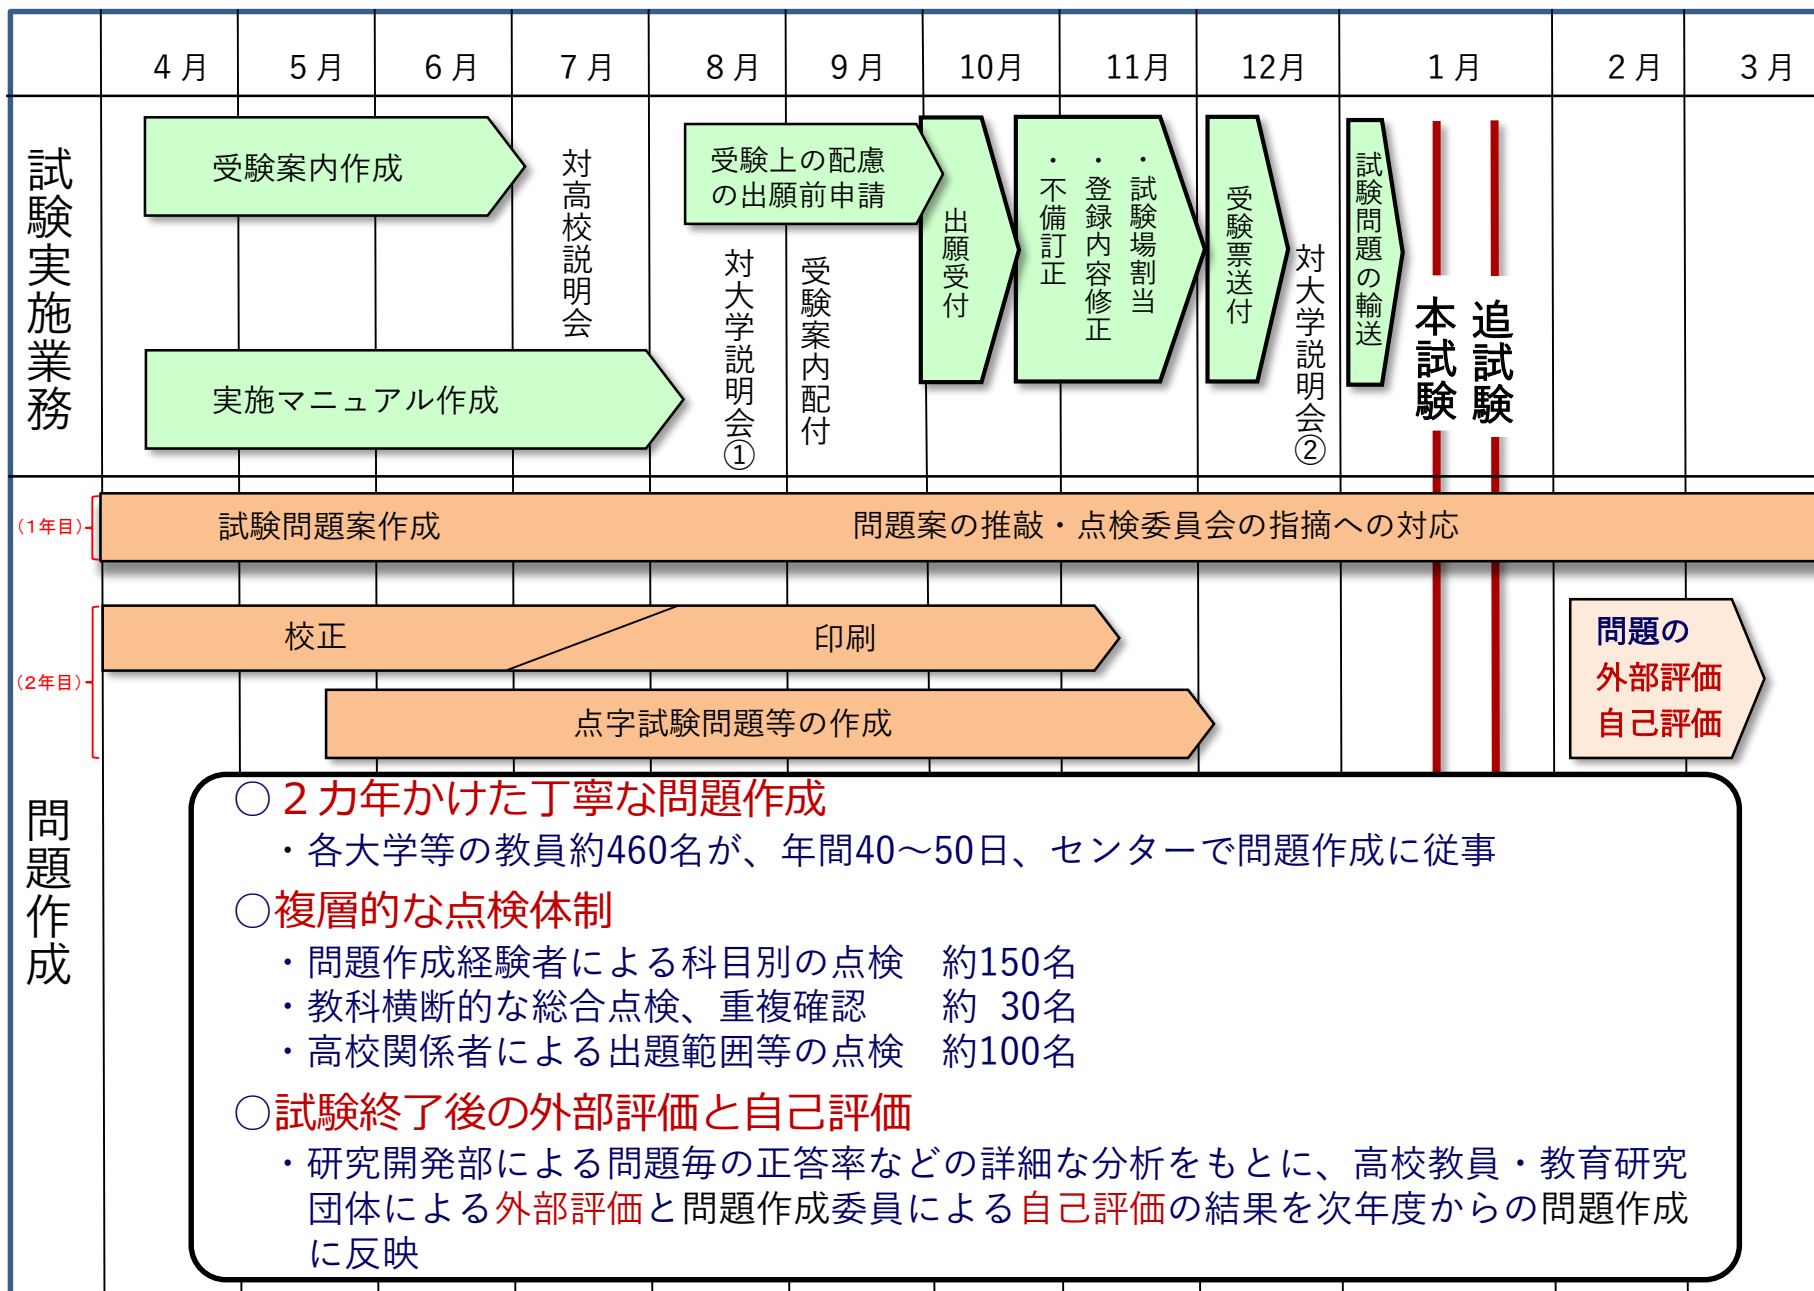 4月 5月 6月 7月 8月 9月 10月 11月 12月 1月 2月 3月
試験実施業務
受験案内作成
実施マニュアル作成
対高校説明会
受験上の配慮
の出願前申請
対大学説明会①
受験案内配付
出願受付
・試験場割当
・登録内容修正
・不備訂正
受験票送付
対大学説明会②
試験問題の輸送
本試験
追試験
問題作成
(1年目)
試験問題案作成
問題案の推敲・点検委員会の指摘への対応
(2年目)
校正
印刷
点字試験問題等の作成
問題の
外部評価
自己評価
○２カ年かけた丁寧な問題作成
・各大学等の教員約460名が、年間40〜50日、センターで問題作成に従事
○複層的な点検体制
・問題作成経験者による科目別の点検　約150名
・教科横断的な総合点検、重複確認　約 30名
・高校関係者による出題範囲等の点検　約100名
○試験終了後の外部評価と自己評価
・研究開発部による問題毎の正答率などの詳細な分析をもとに、高校教員・教育研究
団体による外部評価と問題作成委員による自己評価の結果を次年度からの問題作成
に反映